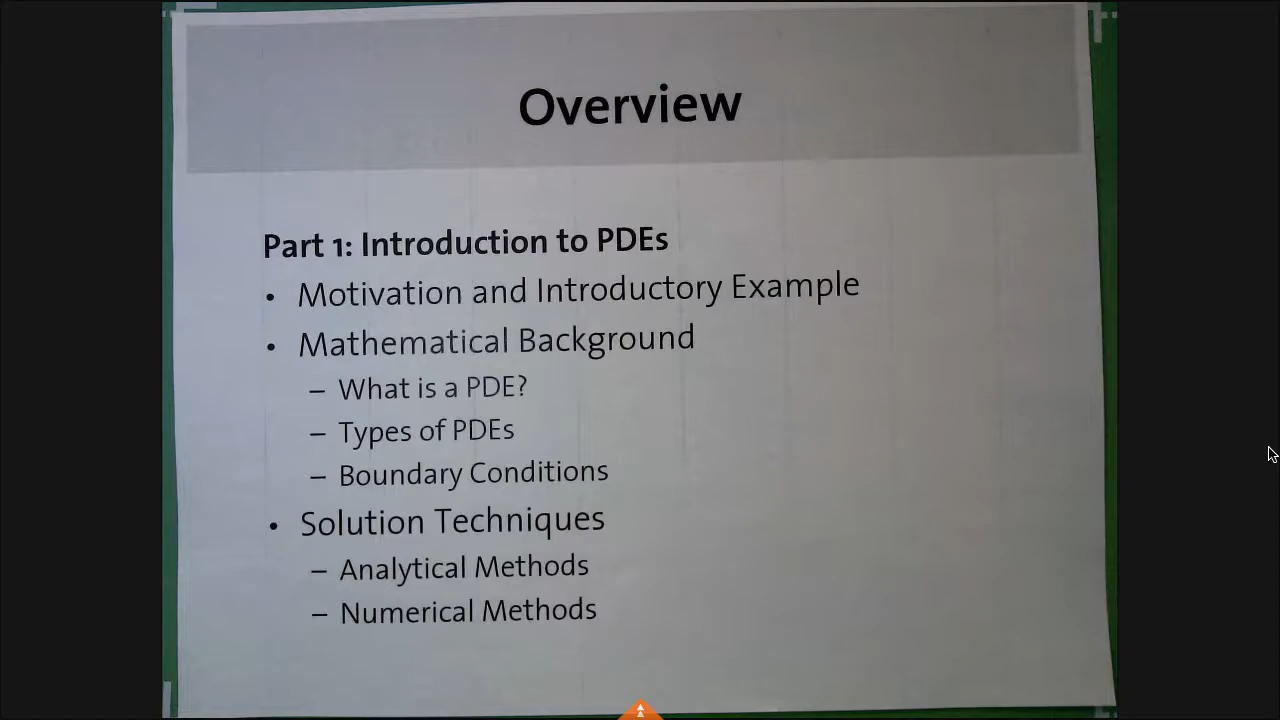 Overview
Part 1: Introduction to PDEs
• Motivation and Introductory Example
• Mathematical Background
– What is a PDE?
– Types of PDEs
– Boundary Conditions
• Solution Techniques
– Analytical Methods
– Numerical Methods